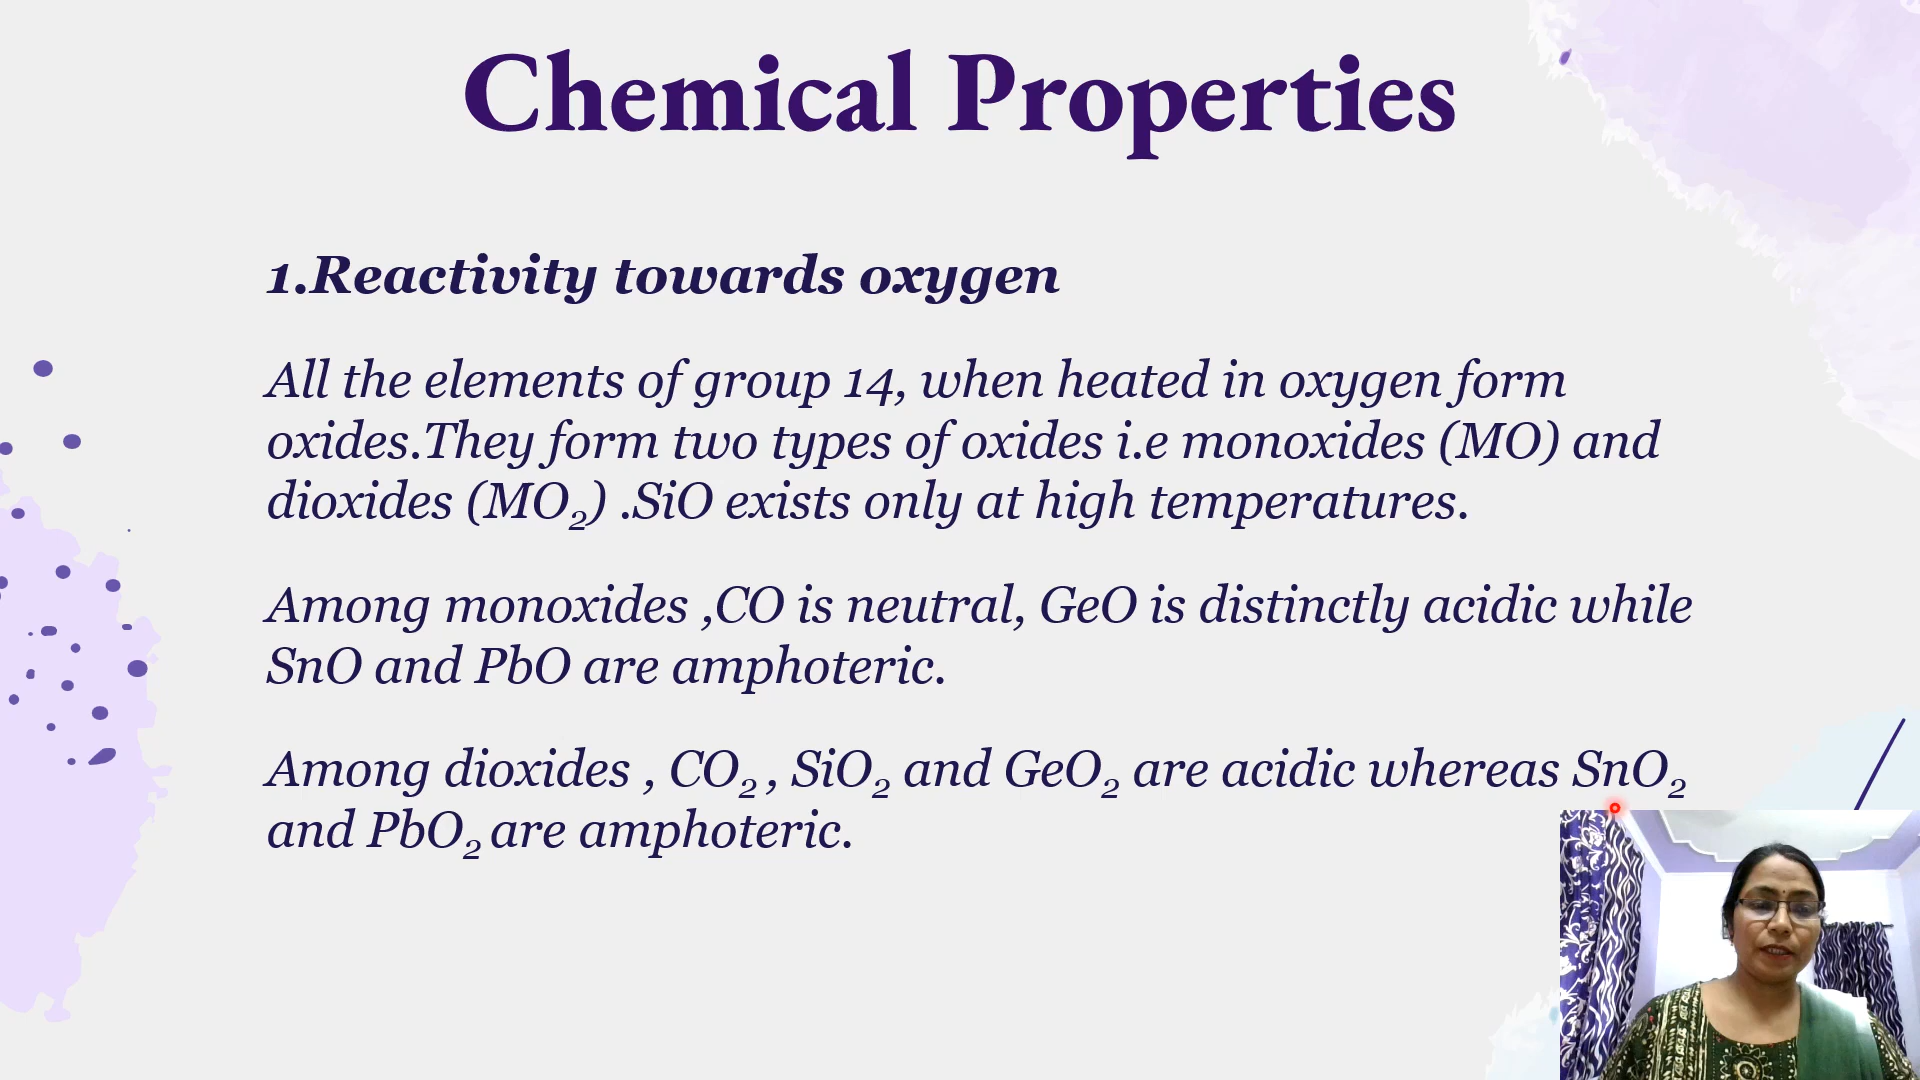 Chemical Properties
1.Reactivity towards oxygen
All the elements of group 14, when heated in oxygen form
oxides.They form two types of oxides i.e monoxides (MO) and
dioxides (MO₂) .SiO exists only at high temperatures.
Among monoxides ,CO is neutral, GeO is distinctly acidic while
SnO and PbO are amphoteric.
Among dioxides , CO₂ , SiO₂ and GeO₂ are acidic whereas SnO₂
and PbO₂ are amphoteric.